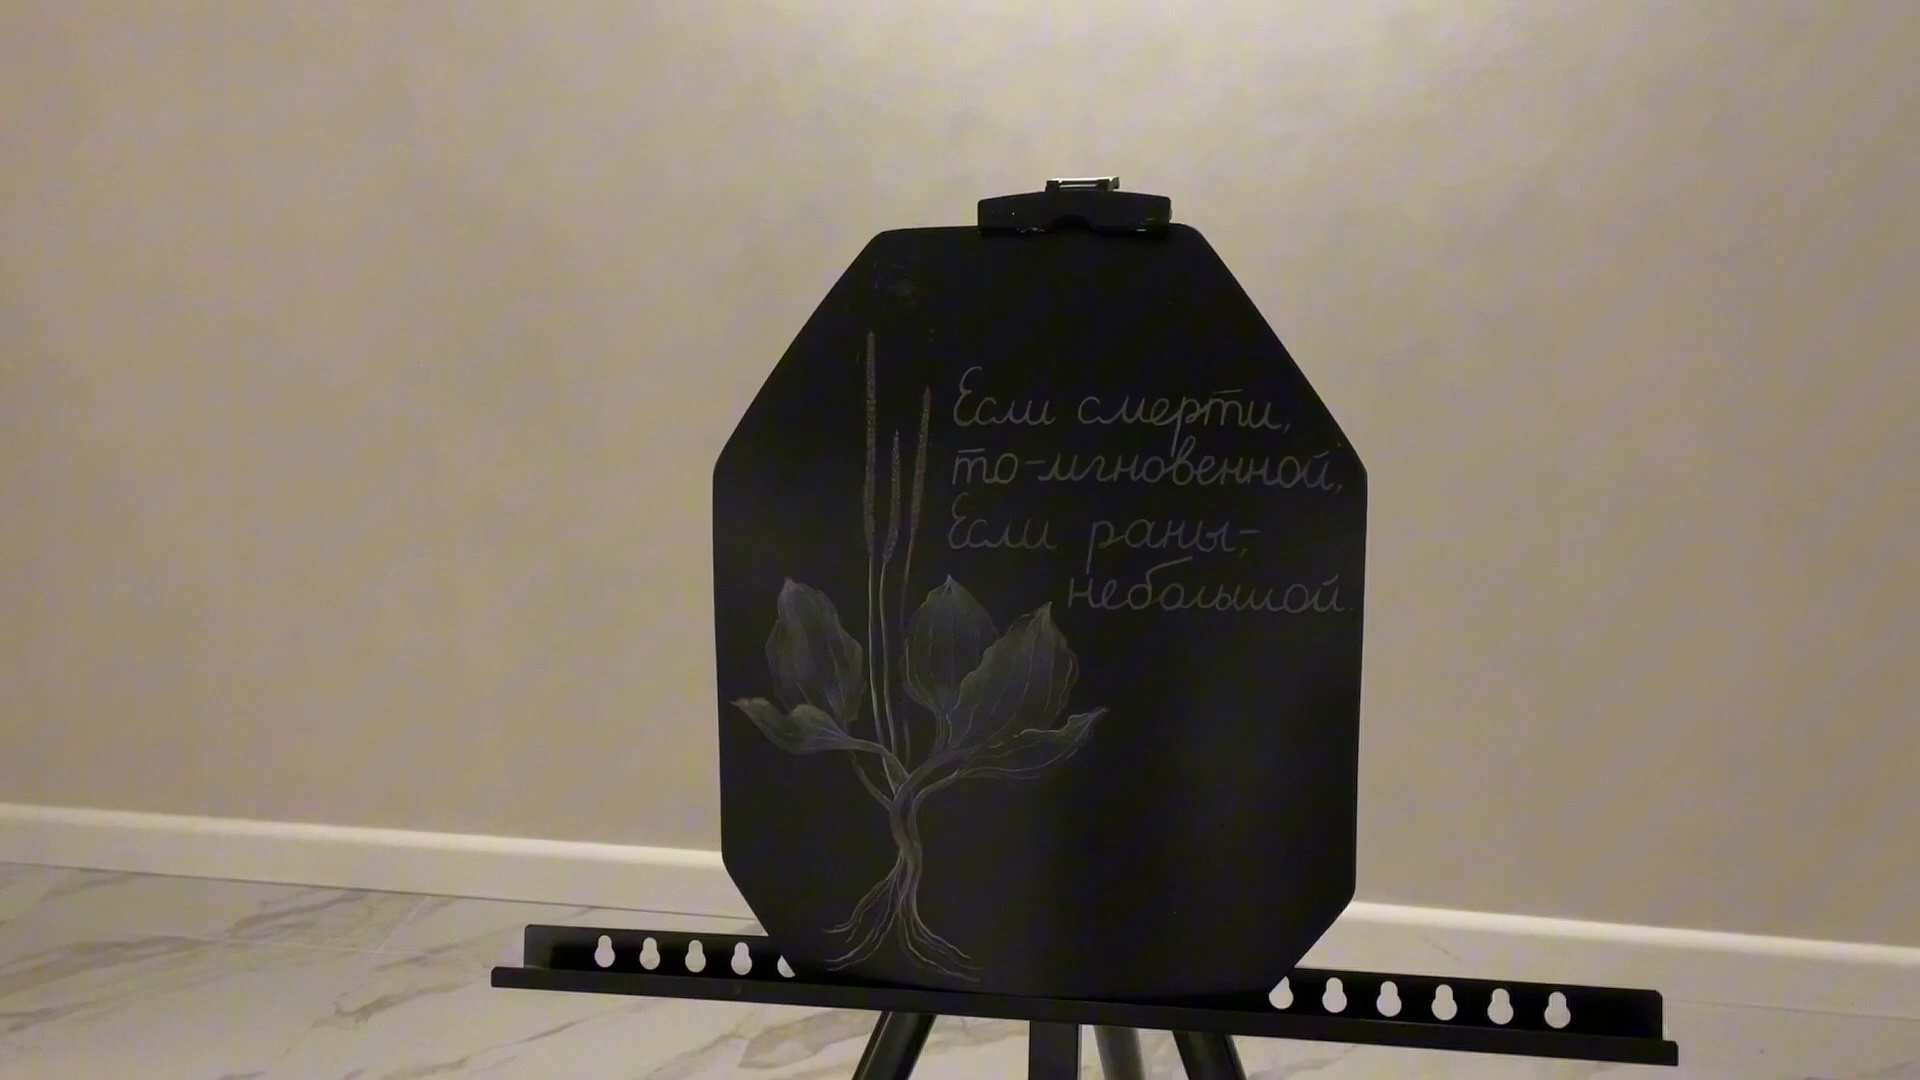 Если смерти,
то-мгновенной,
Если раны,-
небольшой.